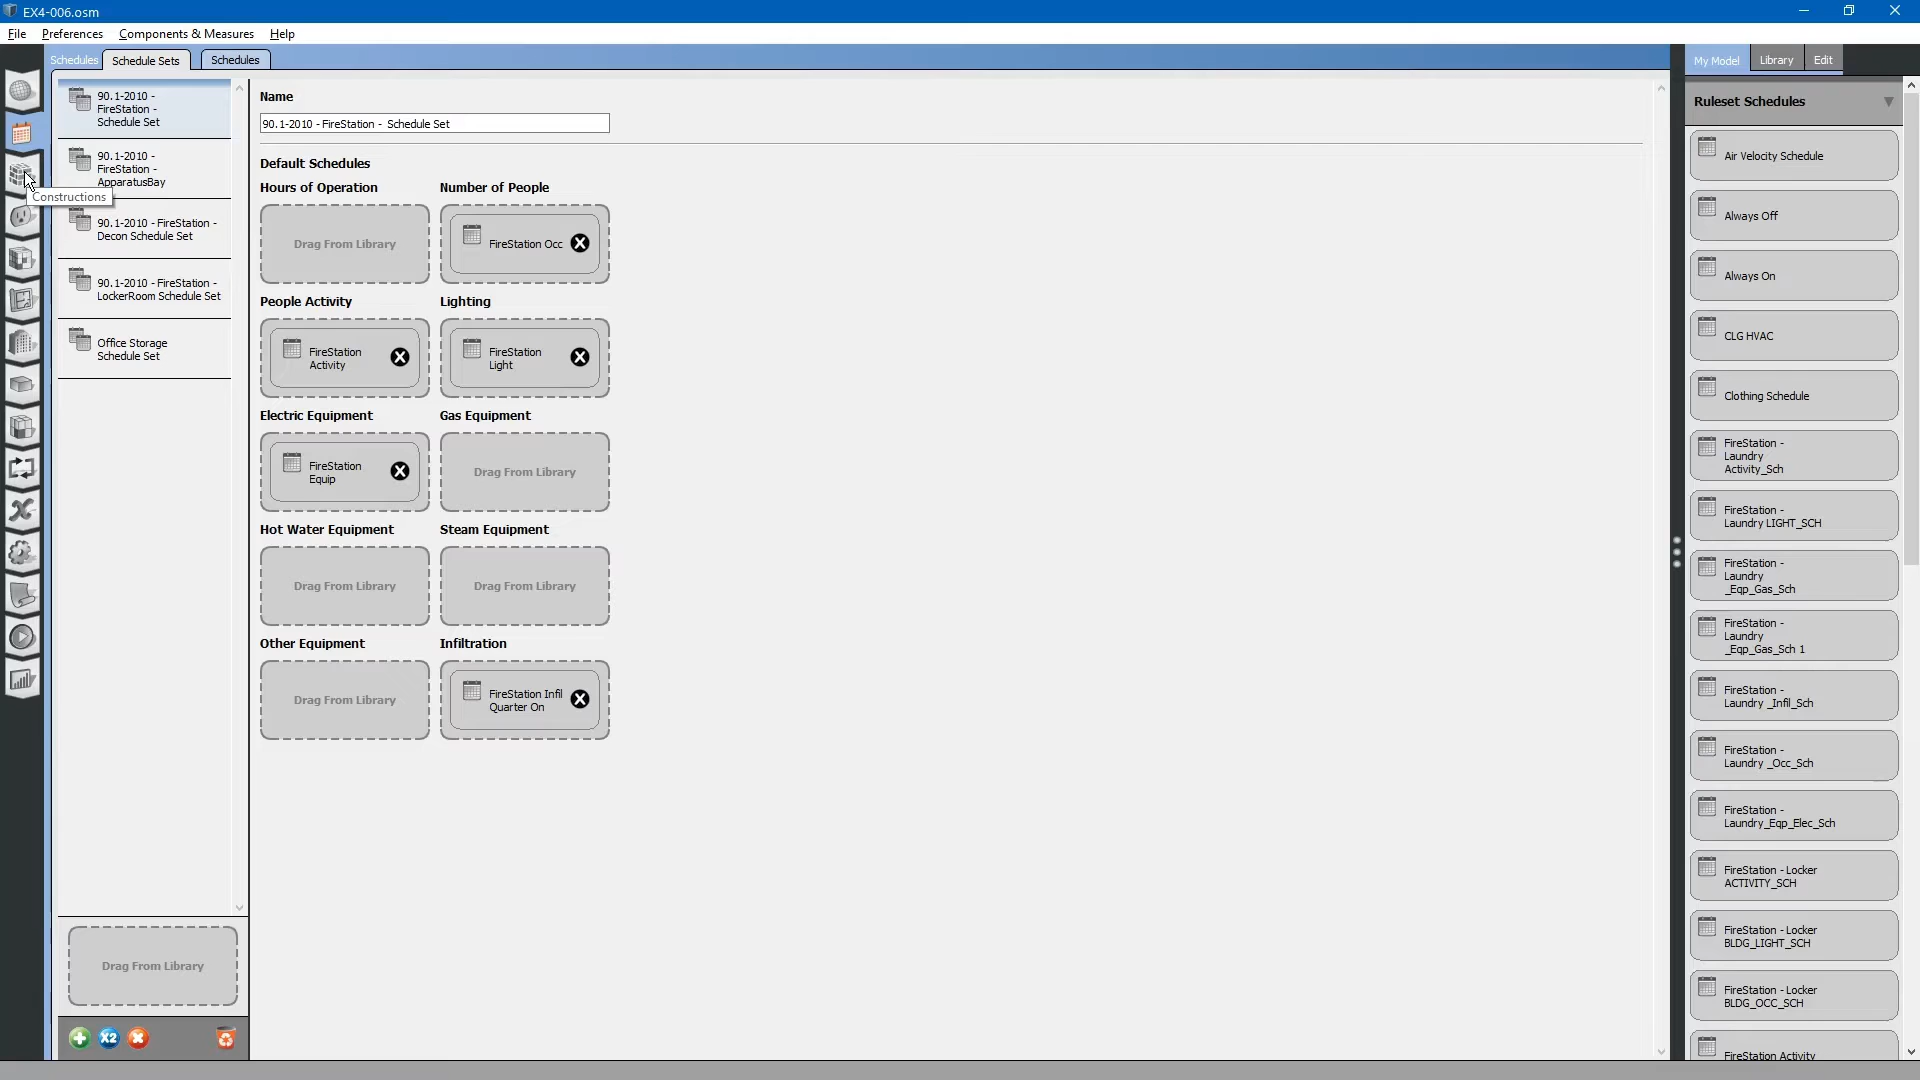 EX4-006.osm
File Preferences Components & Measures Help
Schedules Schedule Sets Schedules
My Model Library Edit
90.1-2010 -
FireStation -
Schedule Set
90.1-2010 -
FireStation -
ApparatusBay
Constructions
90.1-2010 - FireStation -
Decon Schedule Set
90.1-2010 - FireStation -
LockerRoom Schedule Set
Office Storage
Schedule Set
Drag From Library
X2
Name
90.1-2010 - FireStation - Schedule Set
Default Schedules
Hours of Operation Number of People
Drag From Library FireStation Occ
People Activity Lighting
FireStation
Activity
FireStation
Light
Electric Equipment Gas Equipment
FireStation
Equip
Drag From Library
Hot Water Equipment Steam Equipment
Drag From Library Drag From Library
Other Equipment Infiltration
Drag From Library
FireStation Infil
Quarter On
Ruleset Schedules
Air Velocity Schedule
Always Off
Always On
CLG HVAC
Clothing Schedule
FireStation -
Laundry
Activity_Sch
FireStation -
Laundry LIGHT_SCH
FireStation -
Laundry
_Eqp_Gas_Sch
FireStation -
Laundry
_Eqp_Gas_Sch 1
FireStation -
Laundry _Infil_Sch
FireStation -
Laundry _Occ_Sch
FireStation -
Laundry_Eqp_Elec_Sch
FireStation - Locker
ACTIVITY_SCH
FireStation - Locker
BLDG_LIGHT_SCH
FireStation - Locker
BLDG_OCC_SCH
FireStation Activity